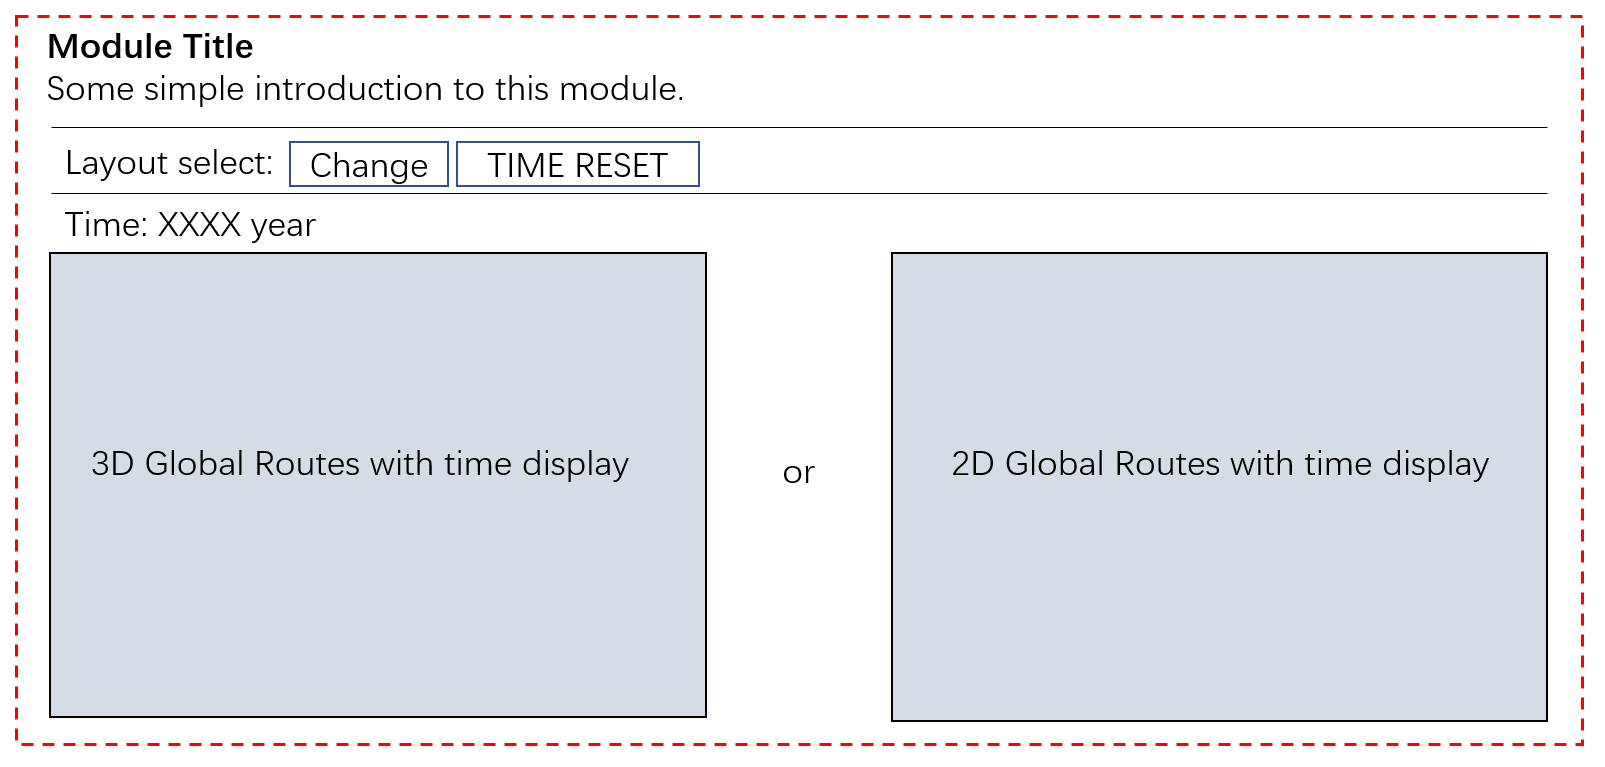 Module Title
Some simple introduction to this module.
Layout select: Change TIME RESET
Time: XXXX year
3D Global Routes with time display
or
2D Global Routes with time display